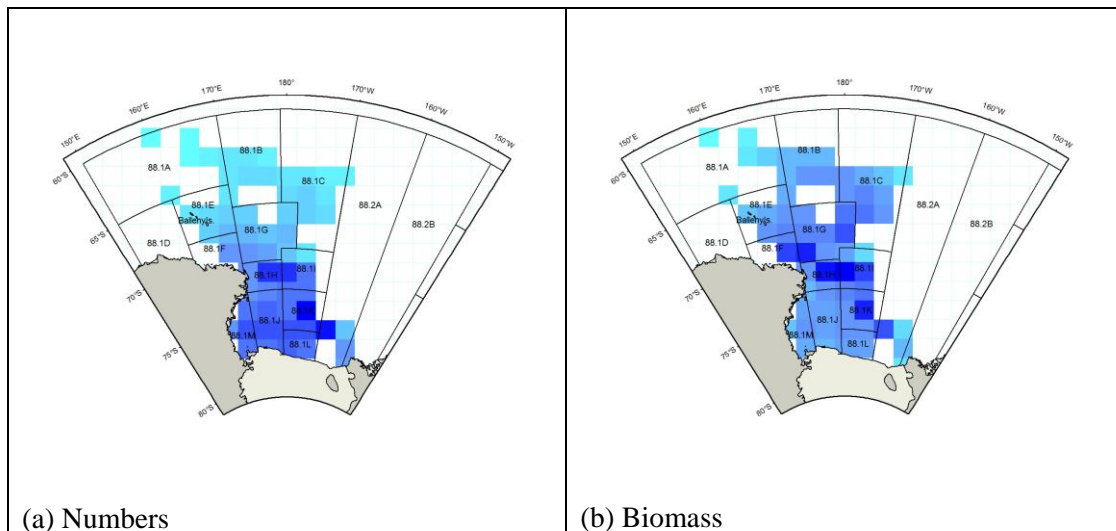 180°
170°E
170°W
160°E
160°W
150°E
150°W
60°S
88.1B
88.1A
88.1C
88.1E
88.2A
Balleny Is.
88.2B
65°S
88.1G
88.1D
88.1F
88.1I
88.1H
70°S
88.1J
88.1M
88.1L
75°S
80°S
(a) Numbers
180°
170°E
170°W
160°E
160°W
150°E
150°W
60°S
88.1B
88.1A
88.1C
88.1E
88.2A
Balleny Is.
88.2B
65°S
88.1G
88.1D
88.1F
88.1I
88.1H
70°S
88.1K
88.1J
88.1M
88.1L
75°S
80°S
(b) Biomass